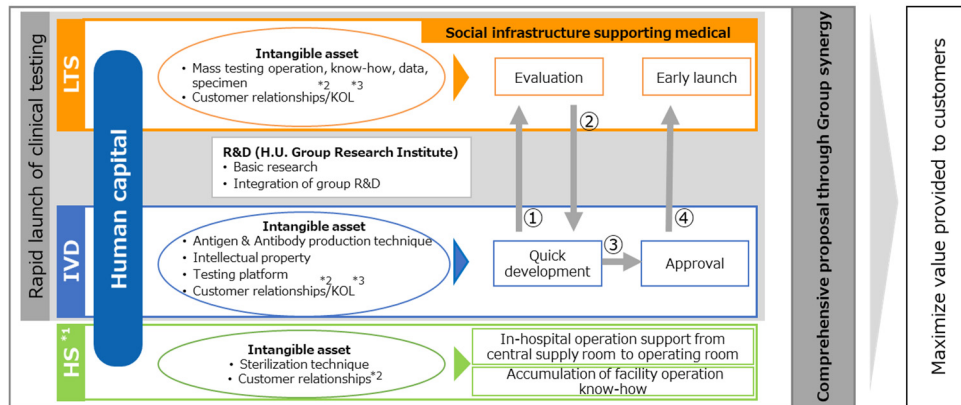 Rapid launch of clinical testing
LTS
Human capital
Intangible asset
• Mass testing operation, know-how, data,
specimen
• Customer relationships/KOL
*2
*3
Social infrastructure supporting medical
Evaluation
Early launch
②
R&D (H.U. Group Research Institute)
• Basic research
• Integration of group R&D
①
④
IVD
Intangible asset
• Antigen & Antibody production technique
• Intellectual property
• Testing platform
• Customer relationships/KOL
*2
*3
Quick
development
③
Approval
HS *1
Intangible asset
• Sterilization technique
• Customer relationships*2
In-hospital operation support from
central supply room to operating room
Accumulation of facility operation
know-how
Comprehensive proposal through Group synergy
Maximize value provided to customers